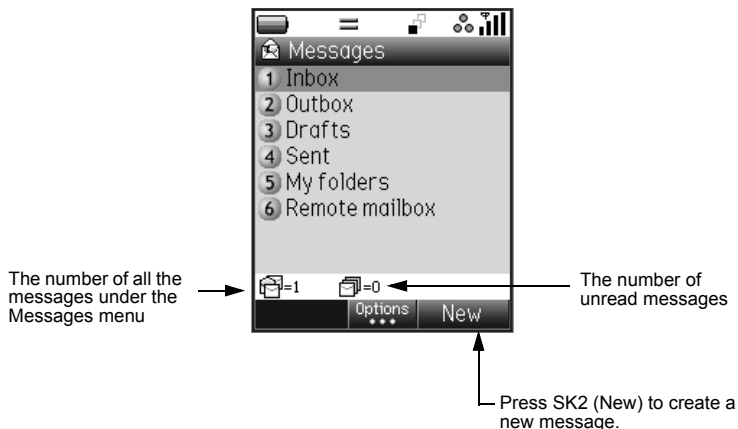 Messages
1 Inbox
2 Outbox
3 Drafts
4 Sent
5 My folders
6 Remote mailbox
The number of all the
messages under the
Messages menu
=1
=0
The number of
unread messages
Options
New
Press SK2 (New) to create a
new message.